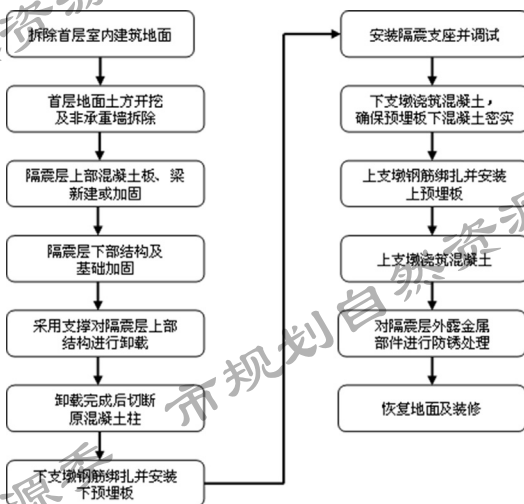 拆除首层室内建筑地面
首层地面土方开挖
及非承重墙拆除
隔震层上部混凝土板、梁
新建或加固
隔震层下部结构及
基础加固
采用支撑对隔震层上部
结构进行卸载
卸载完成后切断
原混凝土柱
下支墩钢筋绑扎并安装
下预埋板
安装隔震支座并调试
下支墩浇筑混凝土，
确保预埋板下混凝土密实
上支墩钢筋绑扎并安装
上预埋板
上支墩浇筑混凝土
对隔震层外露金属
部件进行防锈处理
恢复地面及装修
市规划自然资源
源委